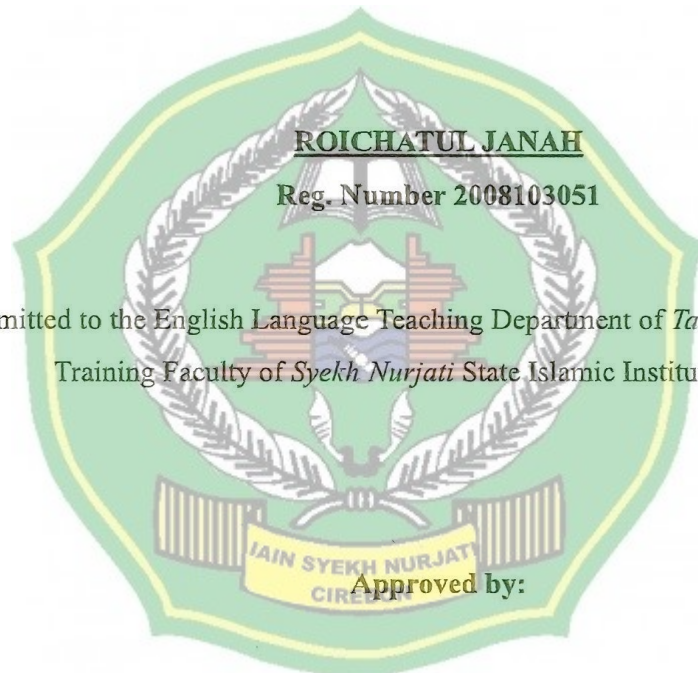 ROICHATUL JANAH
Reg. Number 2008103051
mitted to the English Language Teaching Department of Ta
Training Faculty of Syekh Nurjati State Islamic Institu
IAIN SYEKH NURJATI
CIREBON
Approved by: